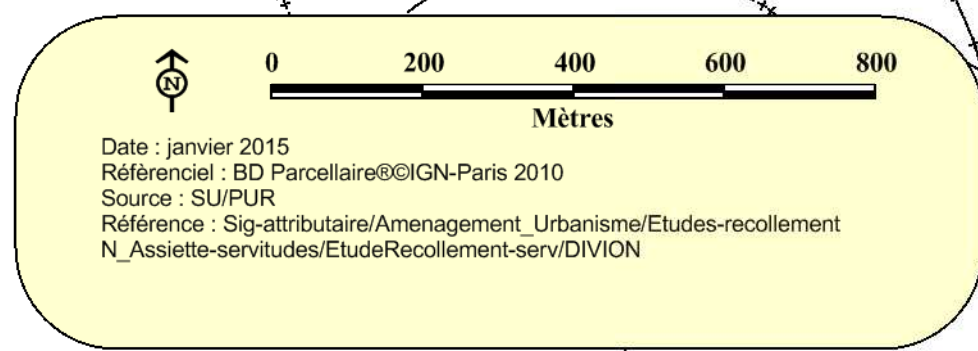 N
0 200 400 600 800
Mètres
Date : janvier 2015
Réfèrenciel : BD Parcellaire®©IGN-Paris 2010
Source : SU/PUR
Référence : Sig-attributaire/Amenagement_Urbanisme/Etudes-recollement
N_Assiette-servitudes/EtudeRecollement-serv/DIVION